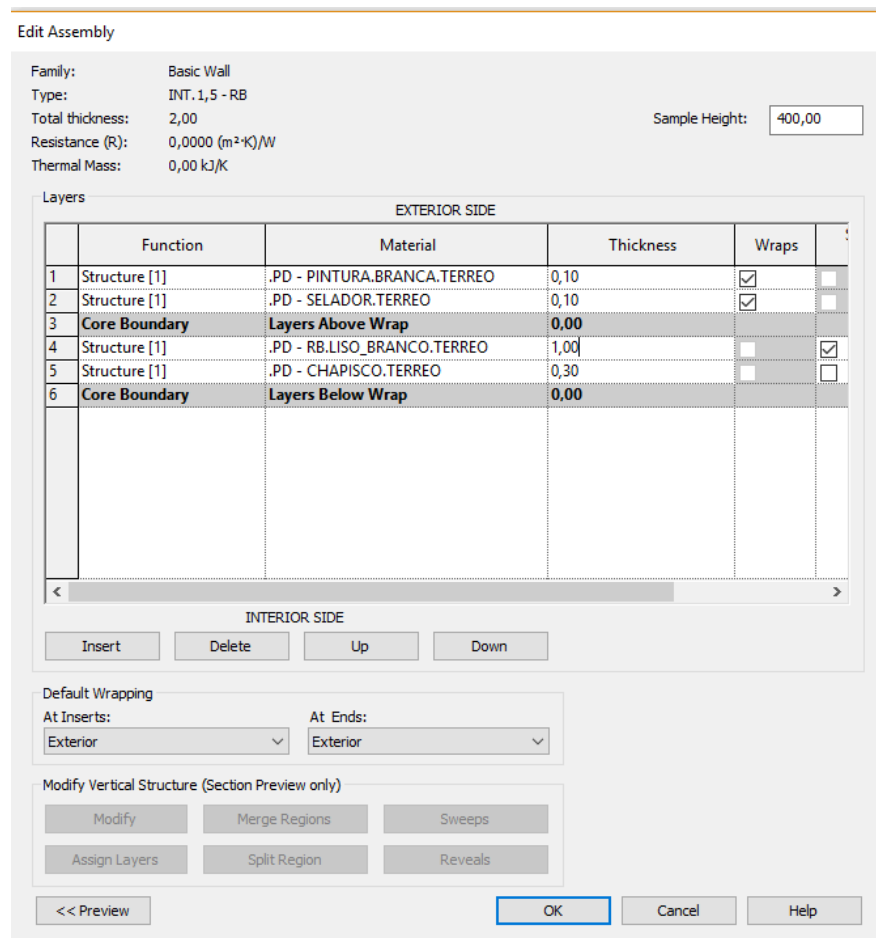 Edit Assembly
Family: Basic Wall
Type: INT.1,5 - RB
Total thickness: 2,00 Sample Height: 400,00
Resistance (R): 0,0000 (m²·K)/W
Thermal Mass: 0,00 kJ/K
Layers
EXTERIOR SIDE
Function Material Thickness Wraps
1 Structure [1] .PD - PINTURA.BRANCA.TERREO 0,10
2 Structure [1] .PD - SELADOR.TERREO 0,10
3 Core Boundary Layers Above Wrap 0,00
4 Structure [1] .PD - RB.LISO_BRANCO.TERREO 1,00
5 Structure [1] .PD - CHAPISCO.TERREO 0,30
6 Core Boundary Layers Below Wrap 0,00
INTERIOR SIDE
Insert Delete Up Down
Default Wrapping
At Inserts: At Ends:
Exterior Exterior
Modify Vertical Structure (Section Preview only)
Modify Merge Regions Sweeps
Assign Layers Split Region Reveals
<< Preview OK Cancel Help